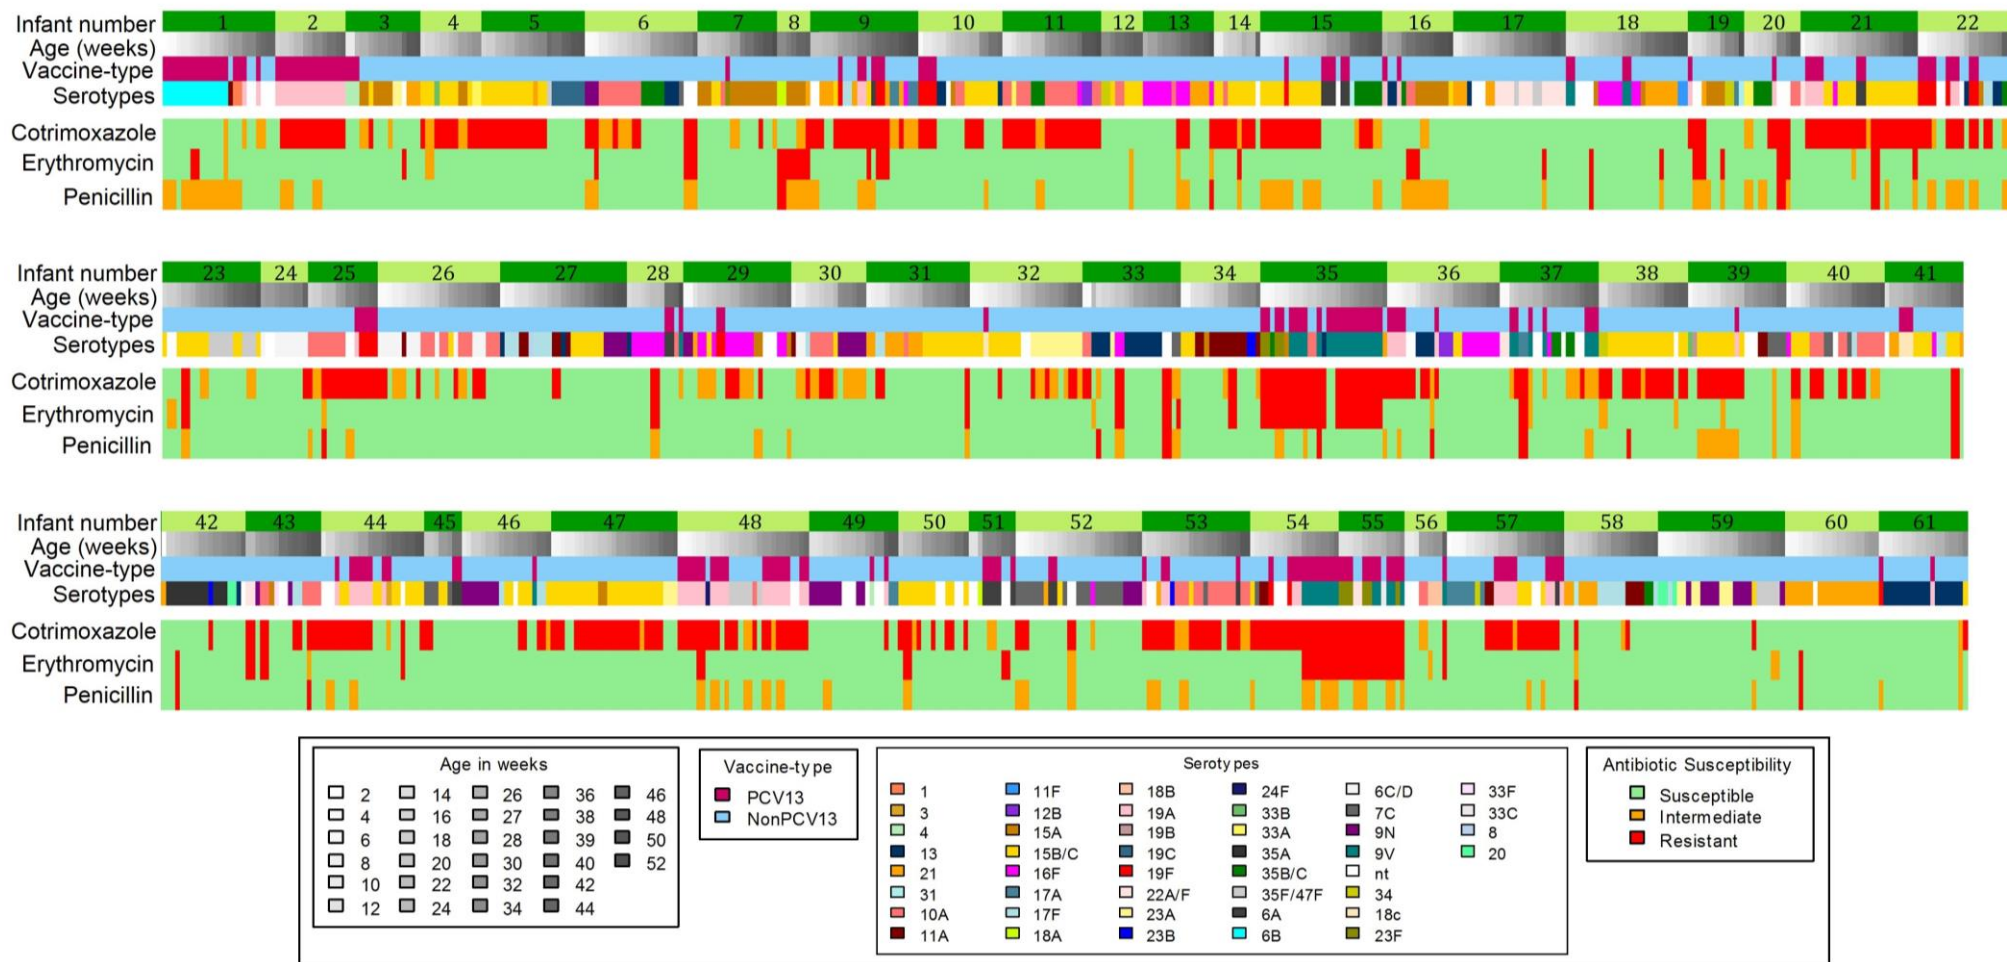 Infant number 1 2 3 4 5 6 7 8 9 10 11 12 13 14 15 16 17 18 19 20 21 22
Age (weeks)
Vaccine-type
Serotypes
Cotrimoxazole
Erythromycin
Penicillin
Infant number 23 24 25 26 27 28 29 30 31 32 33 34 35 36 37 38 39 40 41
Age (weeks)
Vaccine-type
Serotypes
Cotrimoxazole
Erythromycin
Penicillin
Infant number 42 43 44 45 46 47 48 49 50 51 52 53 54 55 56 57 58 59 60 61
Age (weeks)
Vaccine-type
Serotypes
Cotrimoxazole
Erythromycin
Penicillin
Age in weeks
2 14 26 36 46
4 16 27 38 48
6 18 28 39 50
8 20 30 40 52
10 22 32 42
12 24 34 44
Vaccine-type
PCV13
NonPCV13
Serotypes
1 11F 18B 24F 6C/D 33F
3 12B 19A 33B 7C 33C
4 15A 19B 33A 9N 8
13 15B/C 19C 35A 9V 20
21 16F 19F 35B/C nt
31 17A 22A/F 35F/47F 34
10A 17F 23A 6A 18c
11A 18A 23B 6B 23F
Antibiotic Susceptibility
Susceptible
Intermediate
Resistant